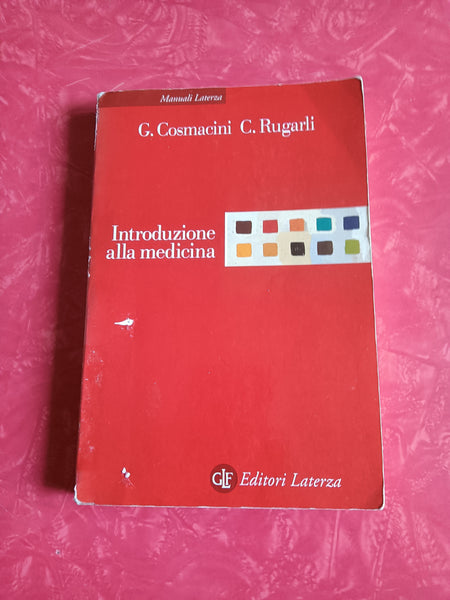 Manuali Laterza
G. Cosmacini C. Rugarli
Introduzione
alla medicina
GLF Editori Laterza